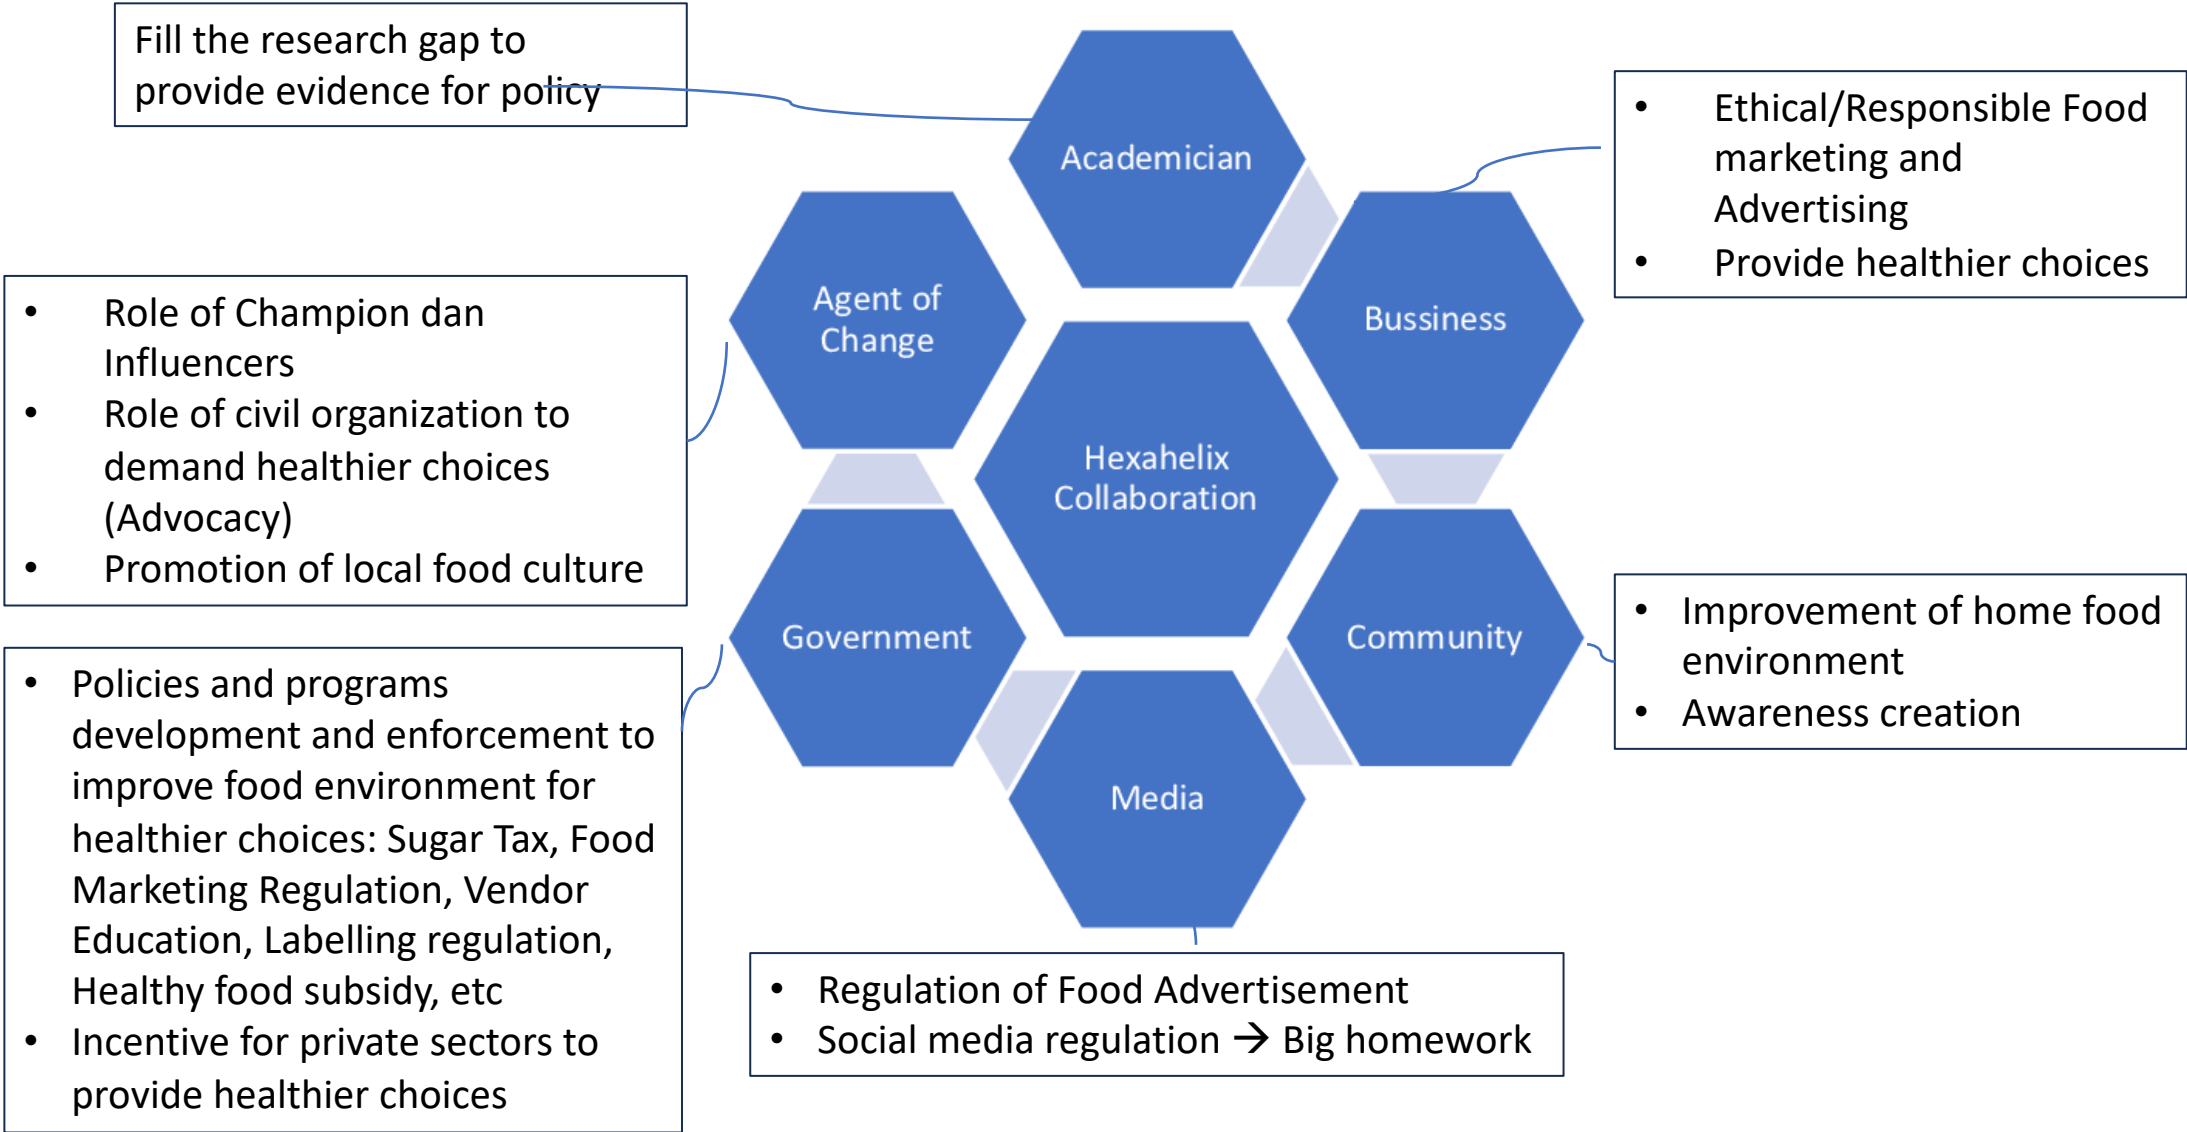 Fill the research gap to
provide evidence for policy
Academician
• Ethical/Responsible Food
marketing and
Advertising
• Provide healthier choices
Agent of
Change
Bussiness
• Role of Champion dan
Influencers
• Role of civil organization to
demand healthier choices
(Advocacy)
• Promotion of local food culture
Hexahelix
Collaboration
Government
Community
• Improvement of home food
environment
• Awareness creation
• Policies and programs
development and enforcement to
improve food environment for
healthier choices: Sugar Tax, Food
Marketing Regulation, Vendor
Education, Labelling regulation,
Healthy food subsidy, etc
• Incentive for private sectors to
provide healthier choices
Media
• Regulation of Food Advertisement
• Social media regulation → Big homework